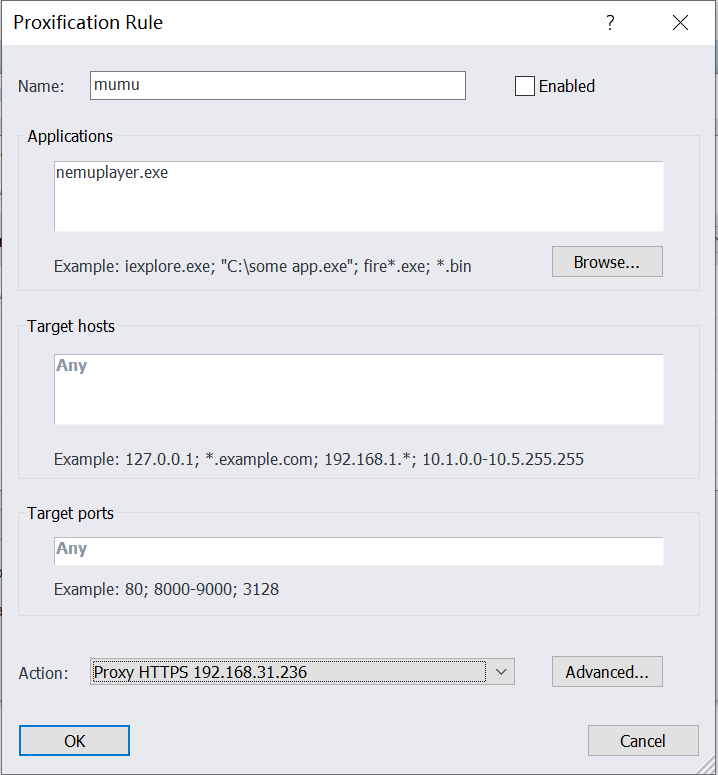 Proxification Rule
?
Name: mumu Enabled
Applications
nemuplayer.exe
Example: iexplore.exe; "C:\some app.exe"; fire*.exe; *.bin
Browse...
Target hosts
Any
Example: 127.0.0.1; *.example.com; 192.168.1.*; 10.1.0.0-10.5.255.255
Target ports
Any
Example: 80; 8000-9000; 3128
Action: Proxy HTTPS 192.168.31.236 Advanced...
OK Cancel